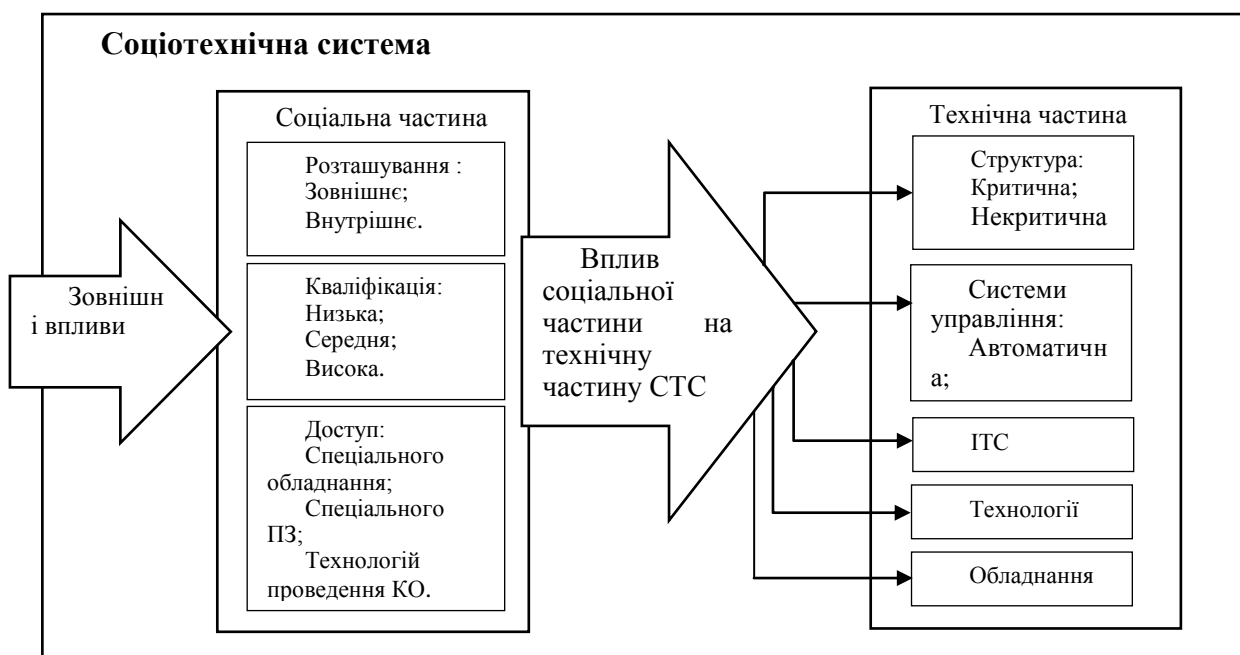 Соціотехнічна система
Зовнішн
і впливи
Соціальна частина
Розташування :
Зовнішнє;
Внутрішнє.
Кваліфікація:
Низька;
Середня;
Висока.
Доступ:
Спеціального
обладнання;
Спеціального
ПЗ;
Технологій
проведення КО.
Вплив
соціальної
частини на
технічну
частину СТС
Технічна частина
Структура:
Критична;
Некритична
Системи
управління:
Автоматичн
а;
ІТС
Технології
Обладнання